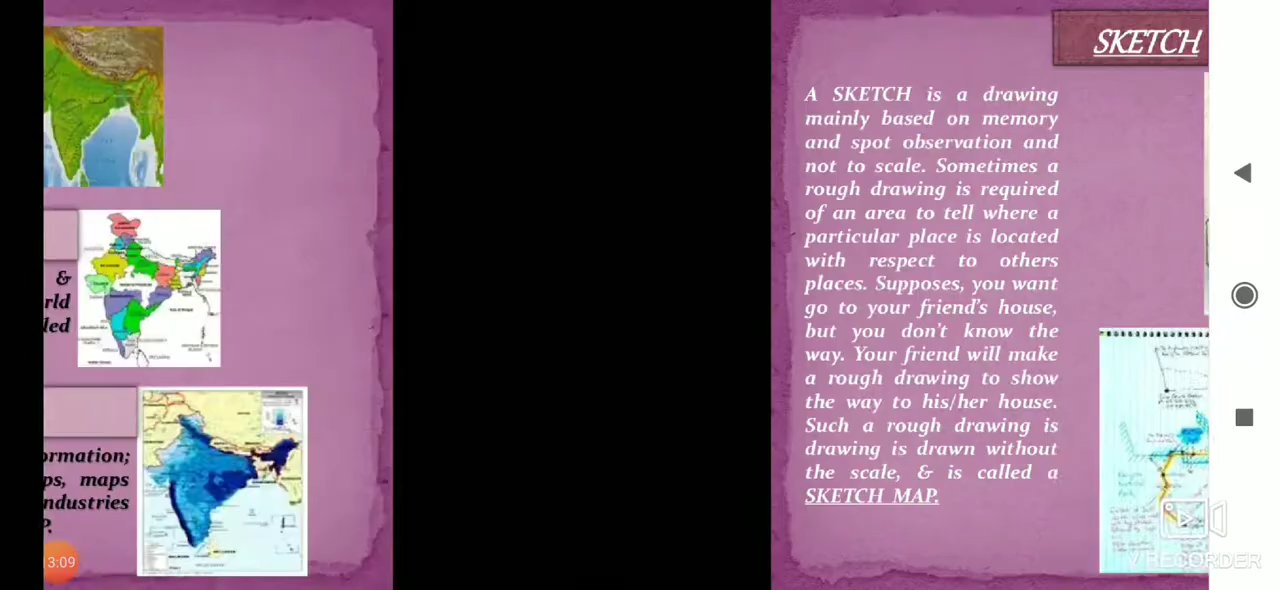 &
rld
led
ormation;
ps, maps
ndustries
P.
3:09
SKETCH
A SKETCH is a drawing
mainly based on memory
and spot observation and
not to scale. Sometimes a
rough drawing is required
of an area to tell where a
particular place is located
with respect to others
places. Supposes, you want
go to your friend's house,
but you don't know the
way. Your friend will make
a rough drawing to show
the way to his/her house.
Such a rough drawing is
drawing is drawn without
the scale, & is called a
SKETCH MAP.
V RECORDER